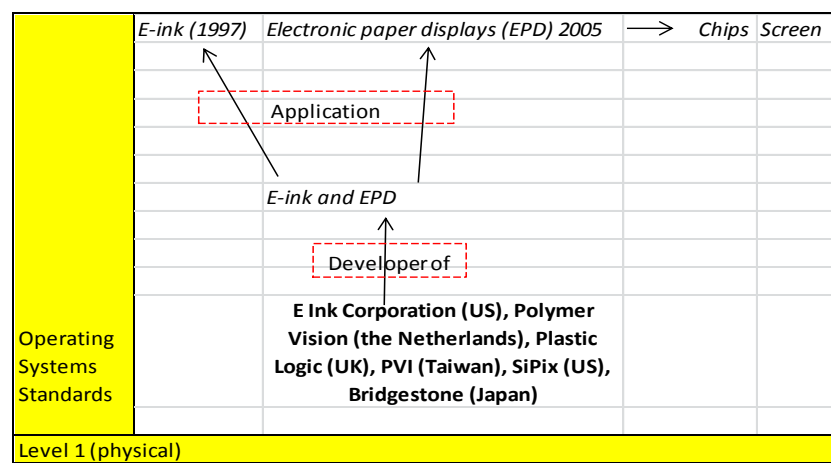 E-ink (1997) Electronic paper displays (EPD) 2005 Chips Screen
Application
E-ink and EPD
Developer of
E Ink Corporation (US), Polymer
Vision (the Netherlands), Plastic
Logic (UK), PVI (Taiwan), SiPix (US),
Bridgestone (Japan)
Operating
Systems
Standards
Level 1 (physical)